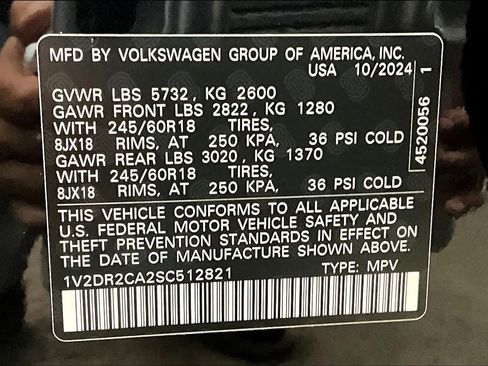 MFD BY VOLKSWAGEN GROUP OF AMERICA, INC.
USA 10/2024
GVWR LBS 5732, KG 2600
GAWR FRONT LBS 2822, KG 1280
WITH 245/60R18 TIRES,
8JX18 RIMS, AT 250 KPA, 36 PSI COLD
GAWR REAR LBS 3020, KG 1370
WITH 245/60R18 TIRES,
8JX18 RIMS, AT 250 KPA, 36 PSI COLD
THIS VEHICLE CONFORMS TO ALL APPLICABLE
U.S. FEDERAL MOTOR VEHICLE SAFETY AND
THEFT PREVENTION STANDARDS IN EFFECT ON
THE DATE OF MANUFACTURE SHOWN ABOVE.
1V2DR2CA2SC512821 TYPE: MPV
4520056 1